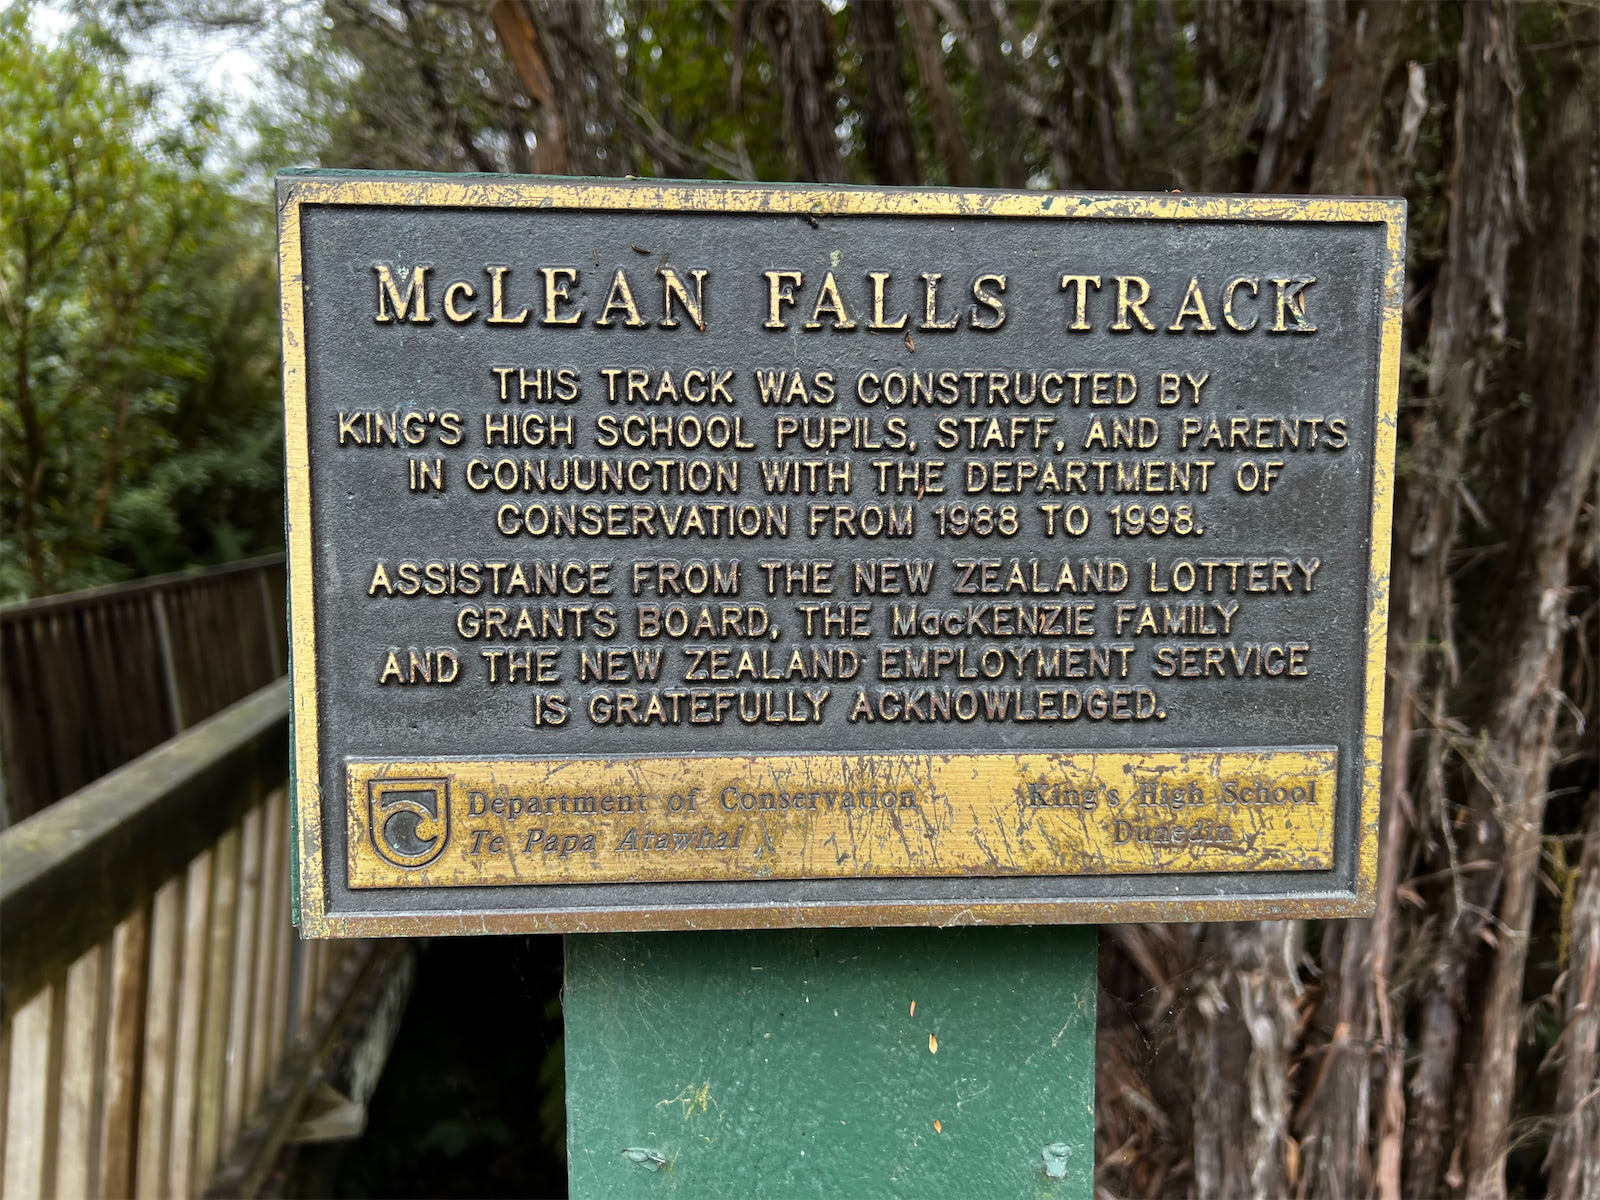 McLEAN FALLS TRACK
THIS TRACK WAS CONSTRUCTED BY
KING'S HIGH SCHOOL PUPILS, STAFF, AND PARENTS
IN CONJUNCTION WITH THE DEPARTMENT OF
CONSERVATION FROM 1988 TO 1998.
ASSISTANCE FROM THE NEW ZEALAND LOTTERY
GRANTS BOARD, THE MacKENZIE FAMILY
AND THE NEW ZEALAND EMPLOYMENT SERVICE
IS GRATEFULLY ACKNOWLEDGED.
Department of Conservation
Te Papa Atawhai
King's High School
Dunedin